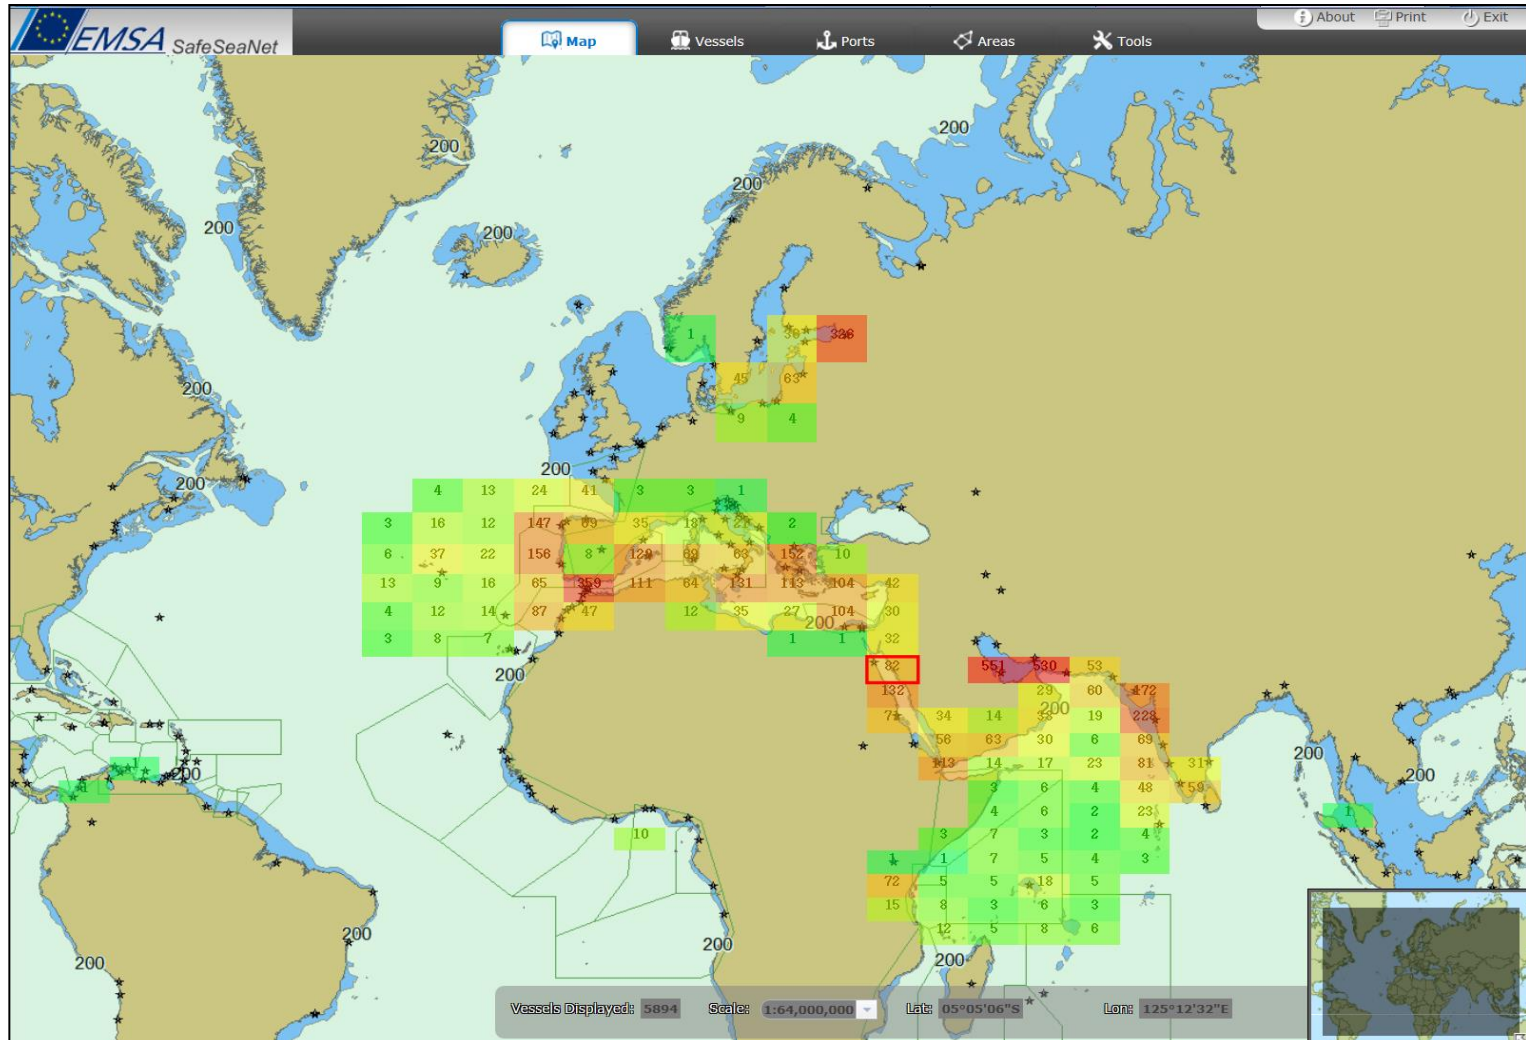 EMSA SafeSeaNet
Map Vessels Ports Areas Tools About Print Exit
200
200
200
200
200
1 30
45 63
200
9 4
200
200 4 13 24 41 3 3 1
3 16 12 147 69 35 18 21 2
6 37 22 156 8 129 69 63 152 10
13 9 16 65 359 111 64 131 113 104 42
4 12 14 87 47 12 35 27 104 30
200
3 8 7 1 1 32
200 82 551 530 53
132 29 60 172
200
71 34 14 33 19 228
56 63 30 6 69
200
1 113 14 17 23 81 31
200 200
1 3 6 4 48 59
4 6 2 23 1
10 3 7 3 2 4
1 1 7 5 4 3
72 5 5 18 5
15 8 3 6 3
12 5 8 6
200
200
200
200
Vessels Displayed: 5894 Scale: 1:64,000,000 Lat: 05°05'06"S Lon: 125°12'32"E